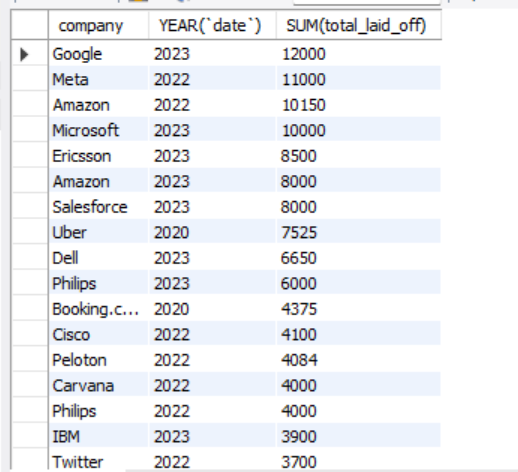 company YEAR(`date`) SUM(total_laid_off)
Google 2023 12000
Meta 2022 11000
Amazon 2022 10150
Microsoft 2023 10000
Ericsson 2023 8500
Amazon 2023 8000
Salesforce 2023 8000
Uber 2020 7525
Dell 2023 6650
Philips 2023 6000
Booking.c... 2020 4375
Cisco 2022 4100
Peloton 2022 4084
Carvana 2022 4000
Philips 2022 4000
IBM 2023 3900
Twitter 2022 3700